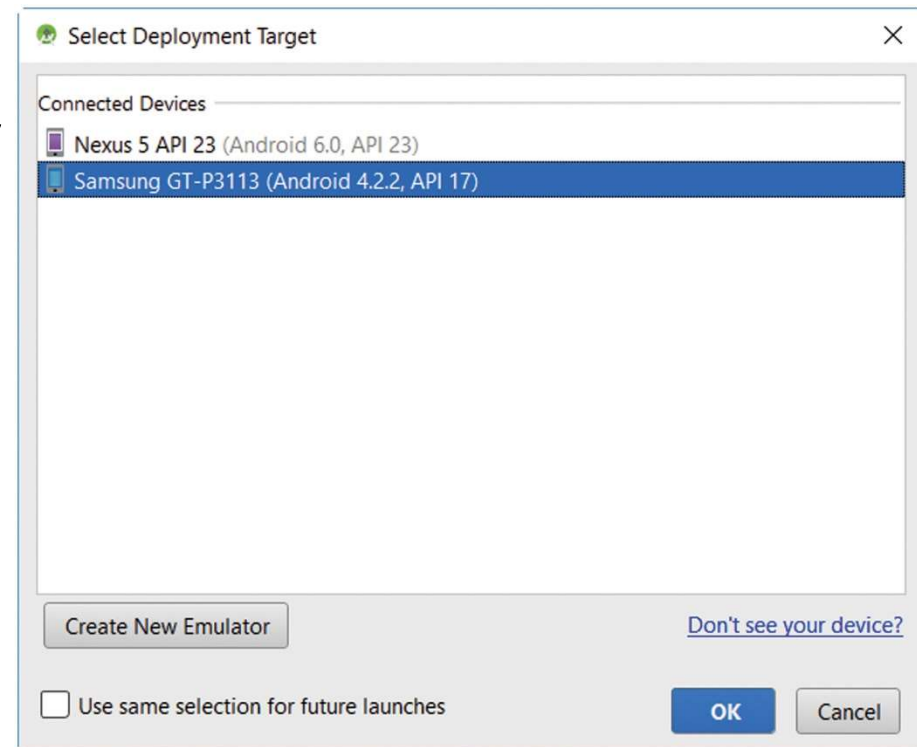 Select Deployment Target
Connected Devices
Nexus 5 API 23 (Android 6.0, API 23)
Samsung GT-P3113 (Android 4.2.2, API 17)
Create New Emulator
Don't see your device?
Use same selection for future launches
OK
Cancel